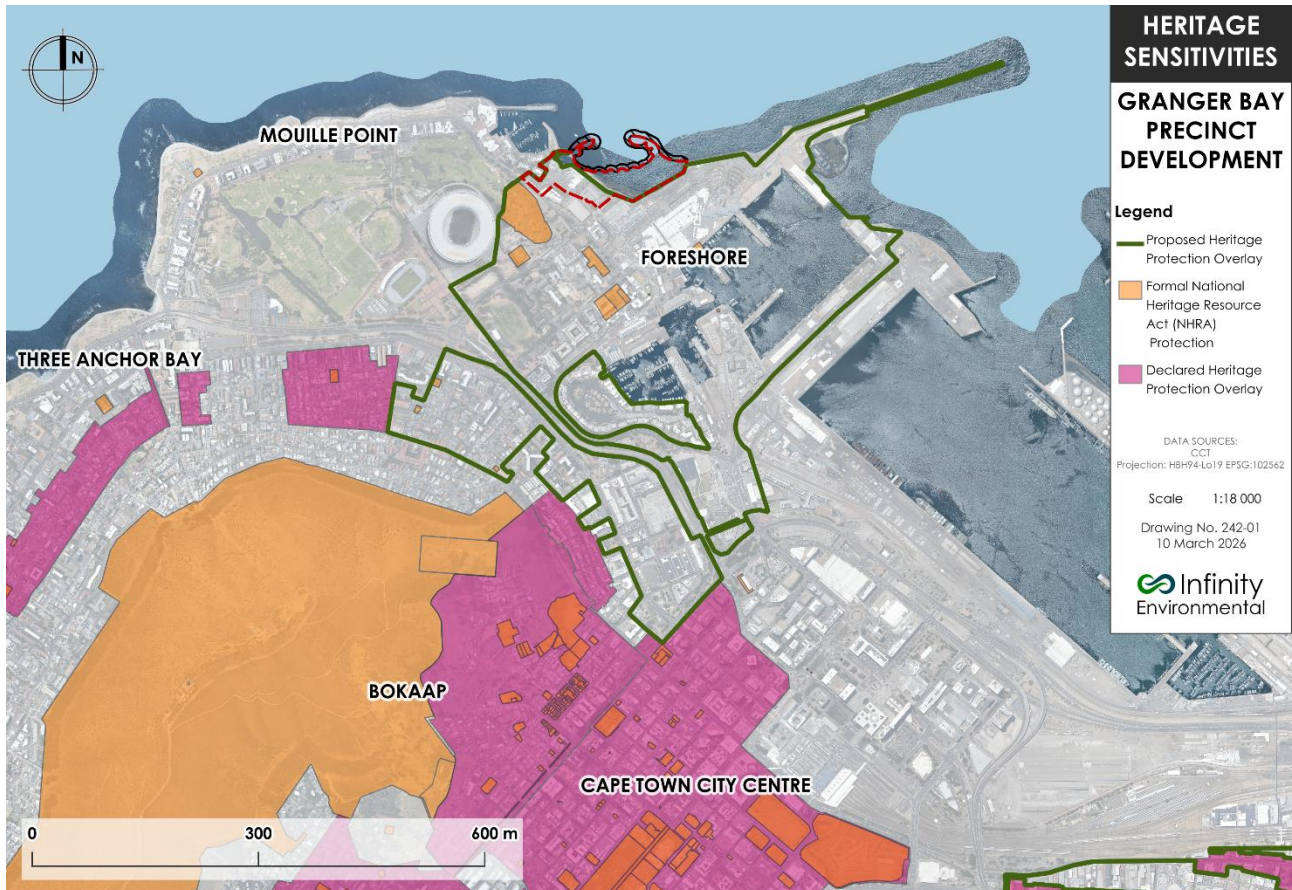 HERITAGE
SENSITIVITIES
GRANGER BAY
PRECINCT
DEVELOPMENT
Legend
Proposed Heritage
Protection Overlay
Formal National
Heritage Resource
Act (NHRA)
Protection
Declared Heritage
Protection Overlay
DATA SOURCES:
CCT
Projection: HBH94-Lo19 EPSG:102562
Scale 1:18 000
Drawing No. 242-01
10 March 2026
Infinity
Environmental
N
MOUILLE POINT
FORESHORE
THREE ANCHOR BAY
BOKAAP
CAPE TOWN CITY CENTRE
0 300 600 m